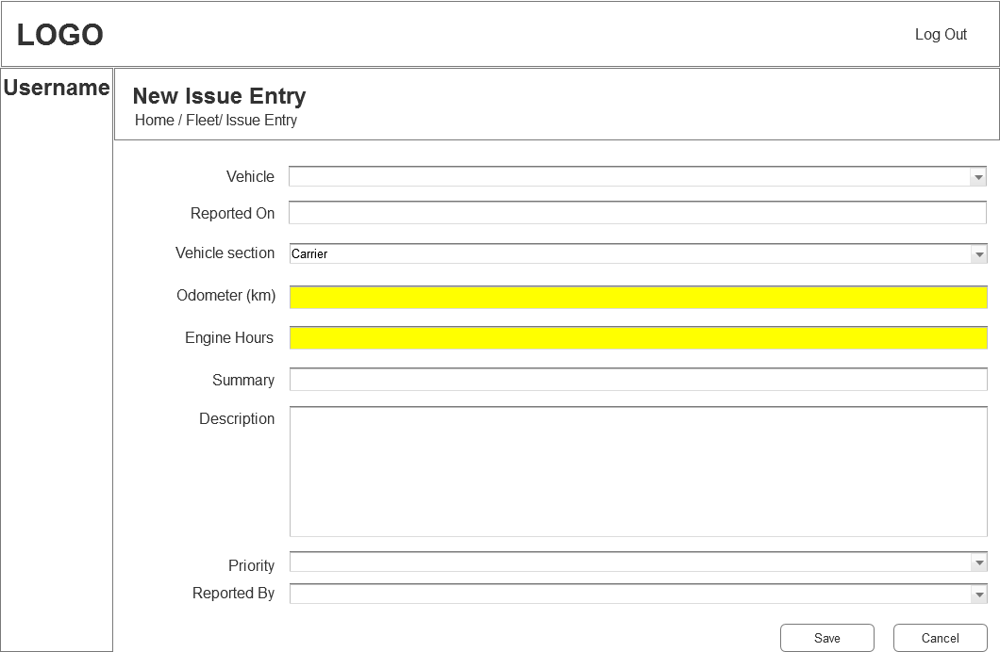 LOGO
Log Out
Username
New Issue Entry
Home / Fleet/ Issue Entry
Vehicle
Reported On
Vehicle section
Carrier
Odometer (km)
Engine Hours
Summary
Description
Priority
Reported By
Save
Cancel